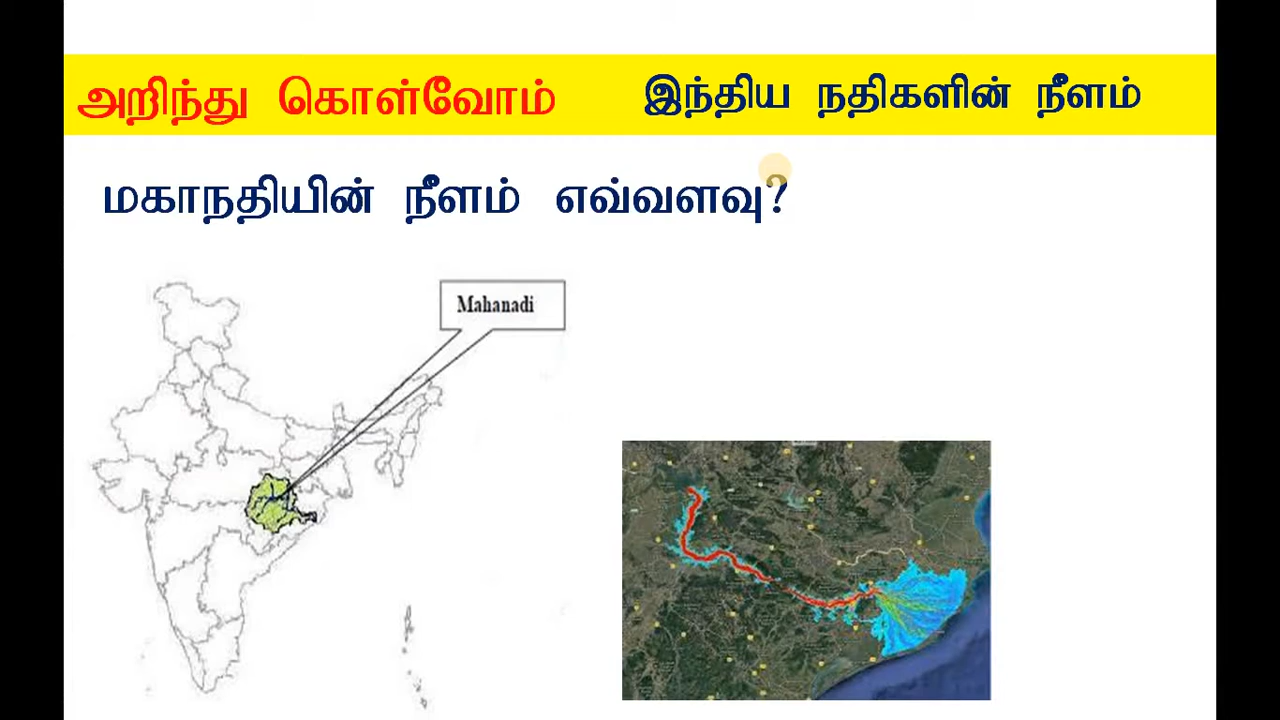 அறிந்து கொள்வோம் இந்திய நதிகளின் நீளம்
மகாநதியின் நீளம் எவ்வளவு?
Mahanadi